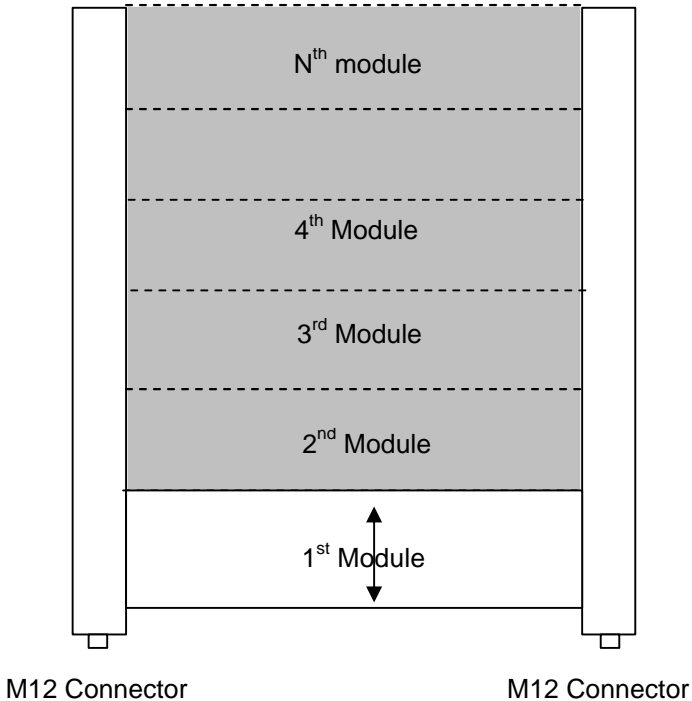 Nth module
4th Module
3rd Module
2nd Module
1st Module
M12 Connector M12 Connector